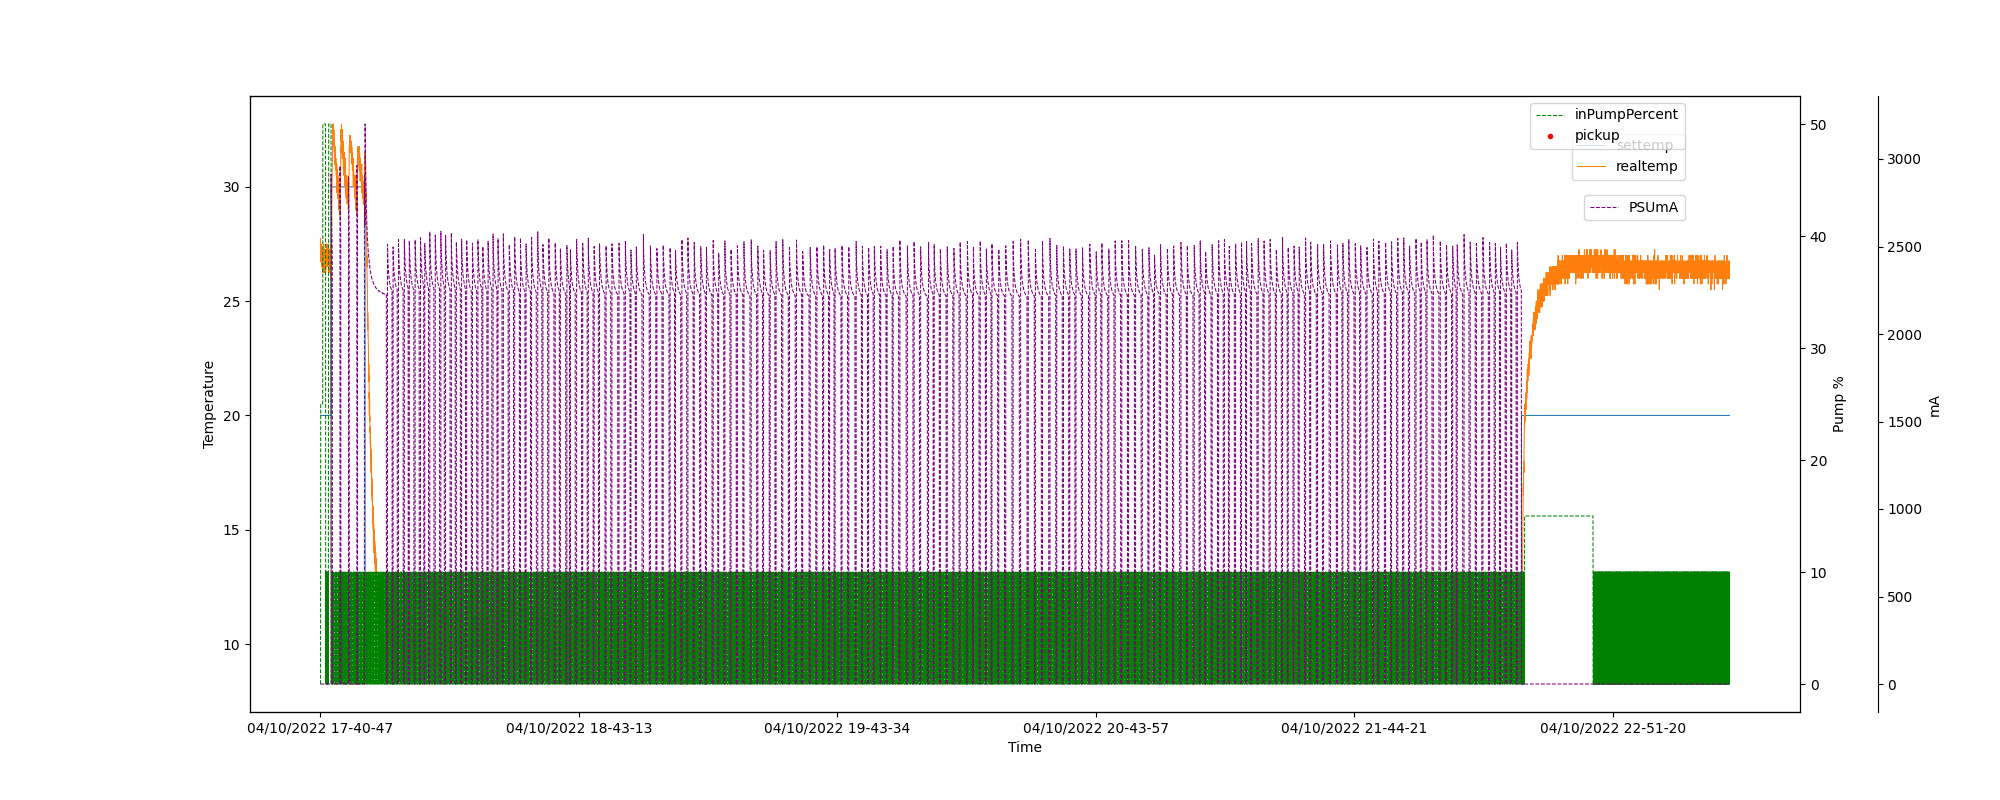 inPumpPercent
pickup
settemp
realtemp
PSUmA
30
25
20
15
10
Temperature
50
40
30
20
10
0
Pump %
3000
2500
2000
1500
1000
500
0
mA
04/10/2022 17-40-47
04/10/2022 18-43-13
04/10/2022 19-43-34
04/10/2022 20-43-57
04/10/2022 21-44-21
04/10/2022 22-51-20
Time